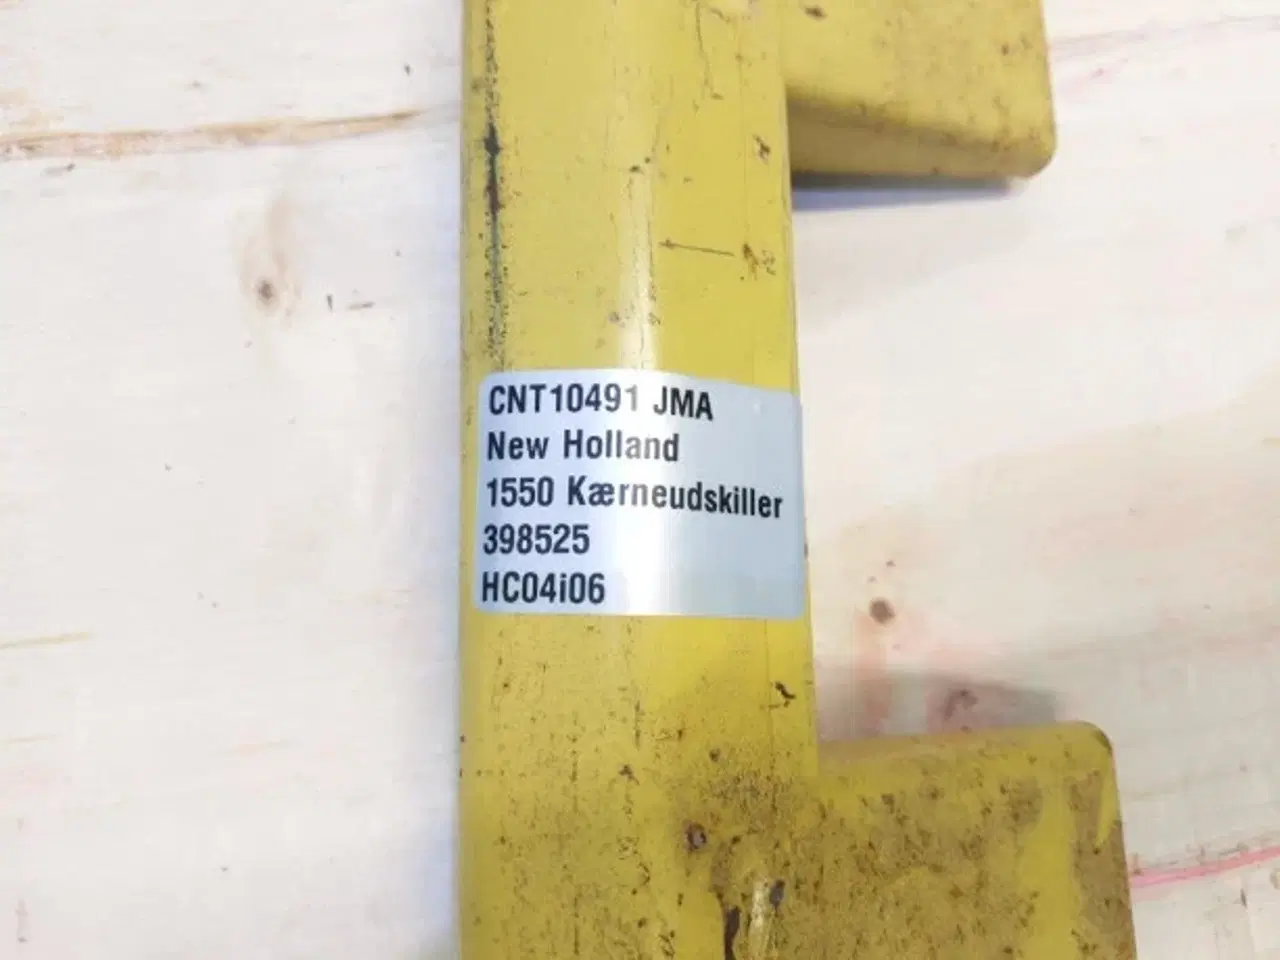 CNT10491 JMA
New Holland
1550 Kærneudskiller
398525
HC04i06